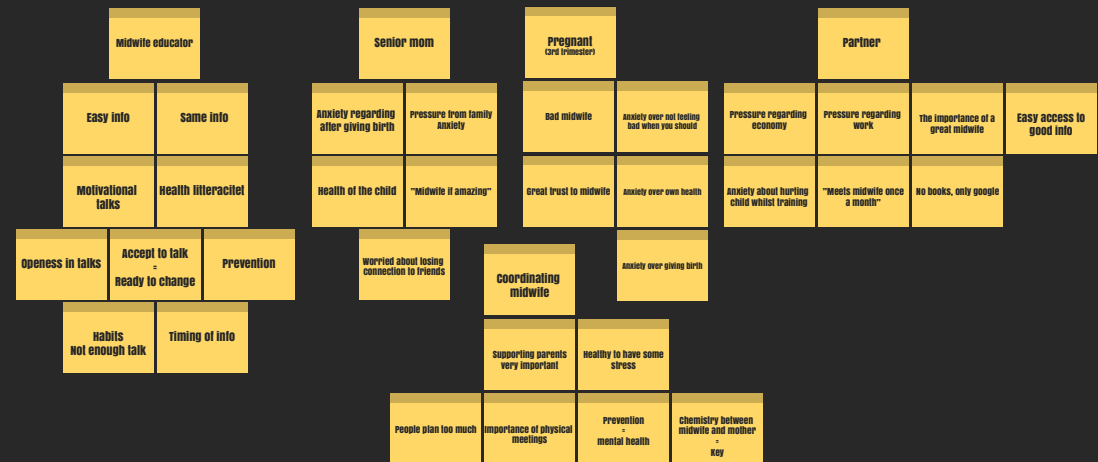 Midwife educator
Easy info
Same info
Motivational
talks
Health litteracitet
Openess in talks
Accept to talk
=
Ready to change
Prevention
Habits
Not enough talk
Timing of info
Senior mom
Anxiety regarding
after giving birth
Pressure from family
Anxiety
Health of the child
"Midwife if amazing"
Worried about losing
connection to friends
Pregnant
(3rd trimester)
Bad midwife
Anxiety over not feeling
bad when you should
Great trust to midwife
Anxiety over own health
Anxiety over giving birth
Coordinating
midwife
Supporting parents
very important
Healthy to have some
stress
People plan too much
Importance of physical
meetings
Prevention
=
mental health
Chemistry between
midwife and mother
=
Key
Partner
Pressure regarding
economy
Pressure regarding
work
The importance of a
great midwife
Easy access to
good info
Anxiety about hurting
child whilst training
"Meets midwife once
a month"
No books, only google